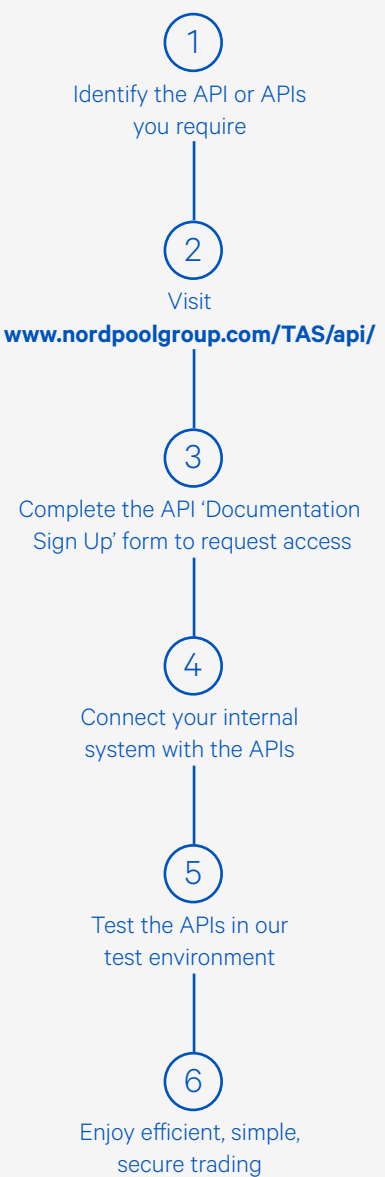 1
Identify the API or APIs
you require
2
Visit
www.nordpoolgroup.com/TAS/api/
3
Complete the API ‘Documentation
Sign Up’ form to request access
4
Connect your internal
system with the APIs
5
Test the APIs in our
test environment
6
Enjoy efficient, simple,
secure trading